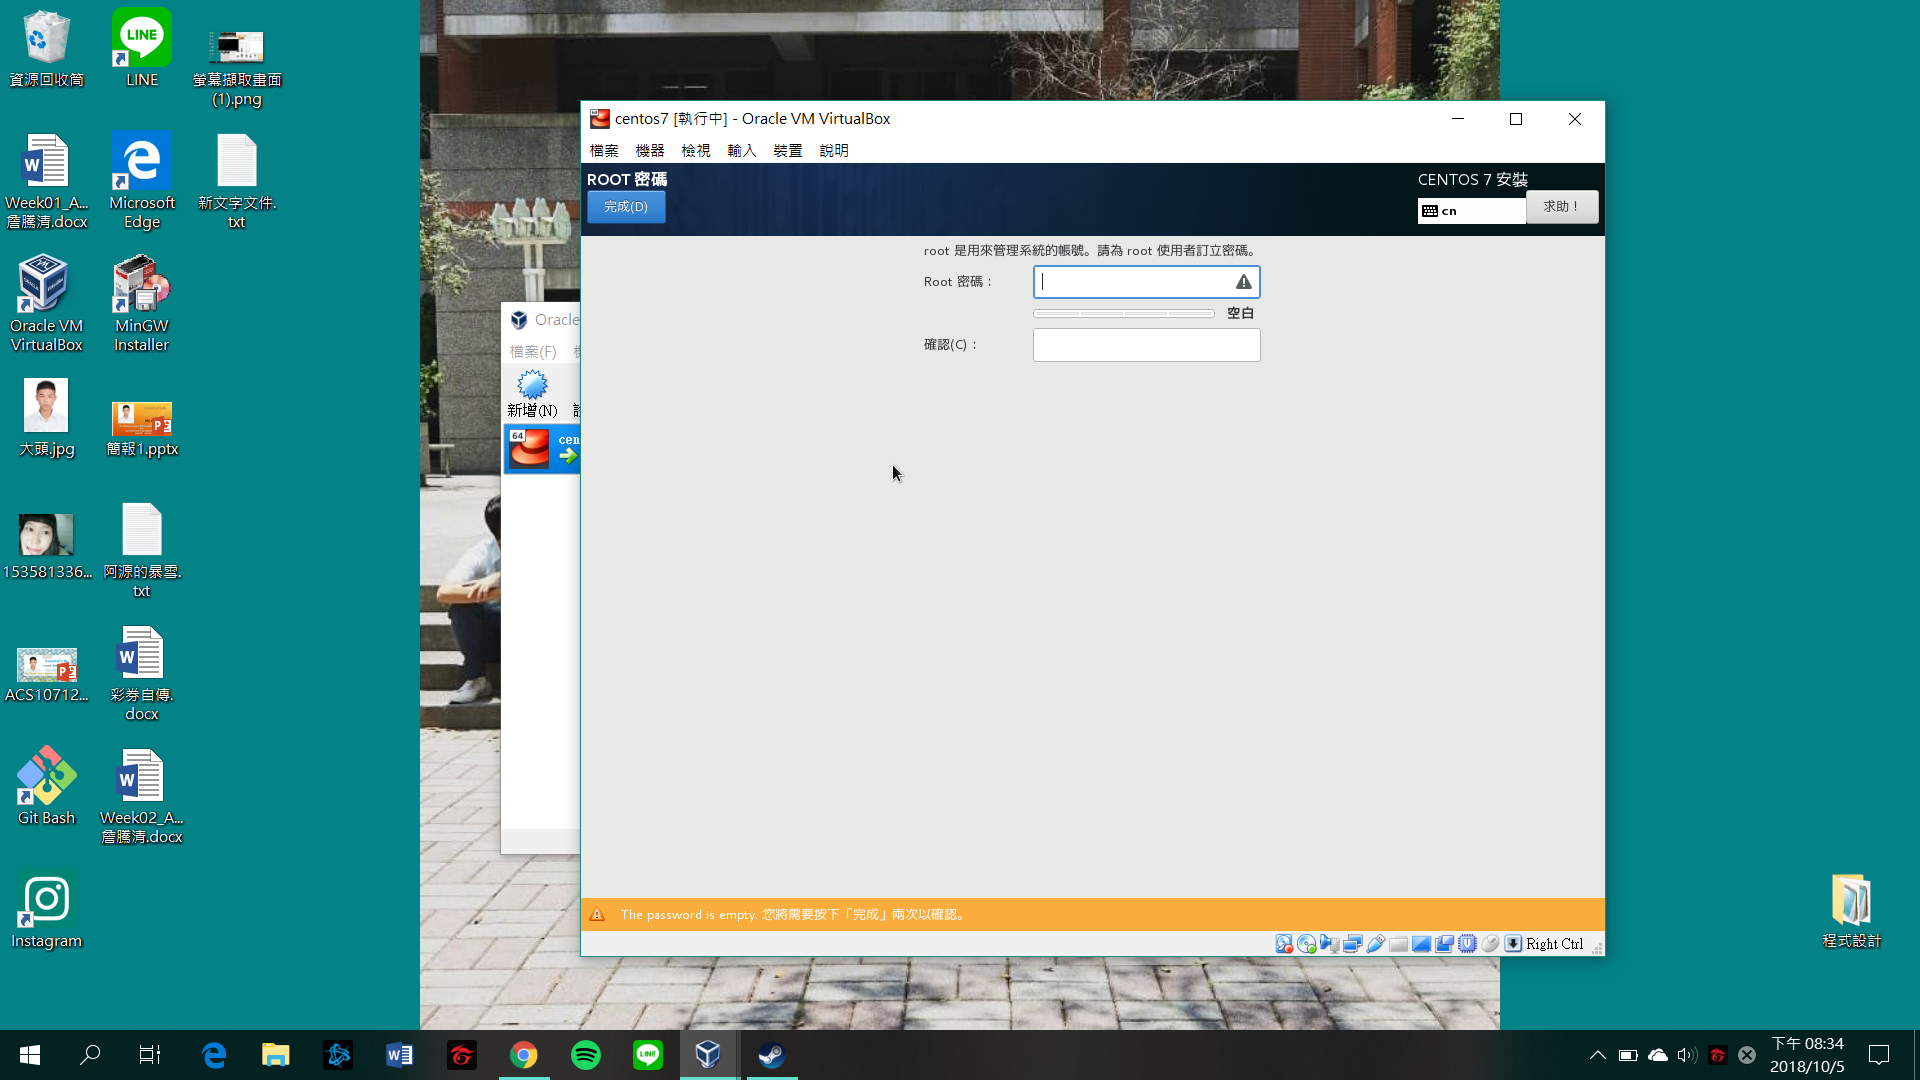 資源回收筒
LINE
螢幕擷取畫面
(1).png
Week01_A...
詹騰淯.docx
Microsoft
Edge
新文字文件.
txt
Oracle VM
VirtualBox
MinGW
Installer
大頭.jpg
簡報1.pptx
153581336...
阿源的暴雪.
txt
ACS10712...
彩券自傳.
docx
Git Bash
Week02_A...
詹騰淯.docx
Instagram
程式設計
Oracle
檔案(F)
新增(N)
64
cen
centos7 [執行中] - Oracle VM VirtualBox
檔案 機器 檢視 輸入 裝置 說明
ROOT 密碼
完成(D)
CENTOS 7 安裝
cn
求助！
root 是用來管理系統的帳號。請為 root 使用者訂立密碼。
Root 密碼：
空白
確認(C)：
The password is empty. 您將需要按下「完成」兩次以確認。
Right Ctrl
下午 08:34
2018/10/5